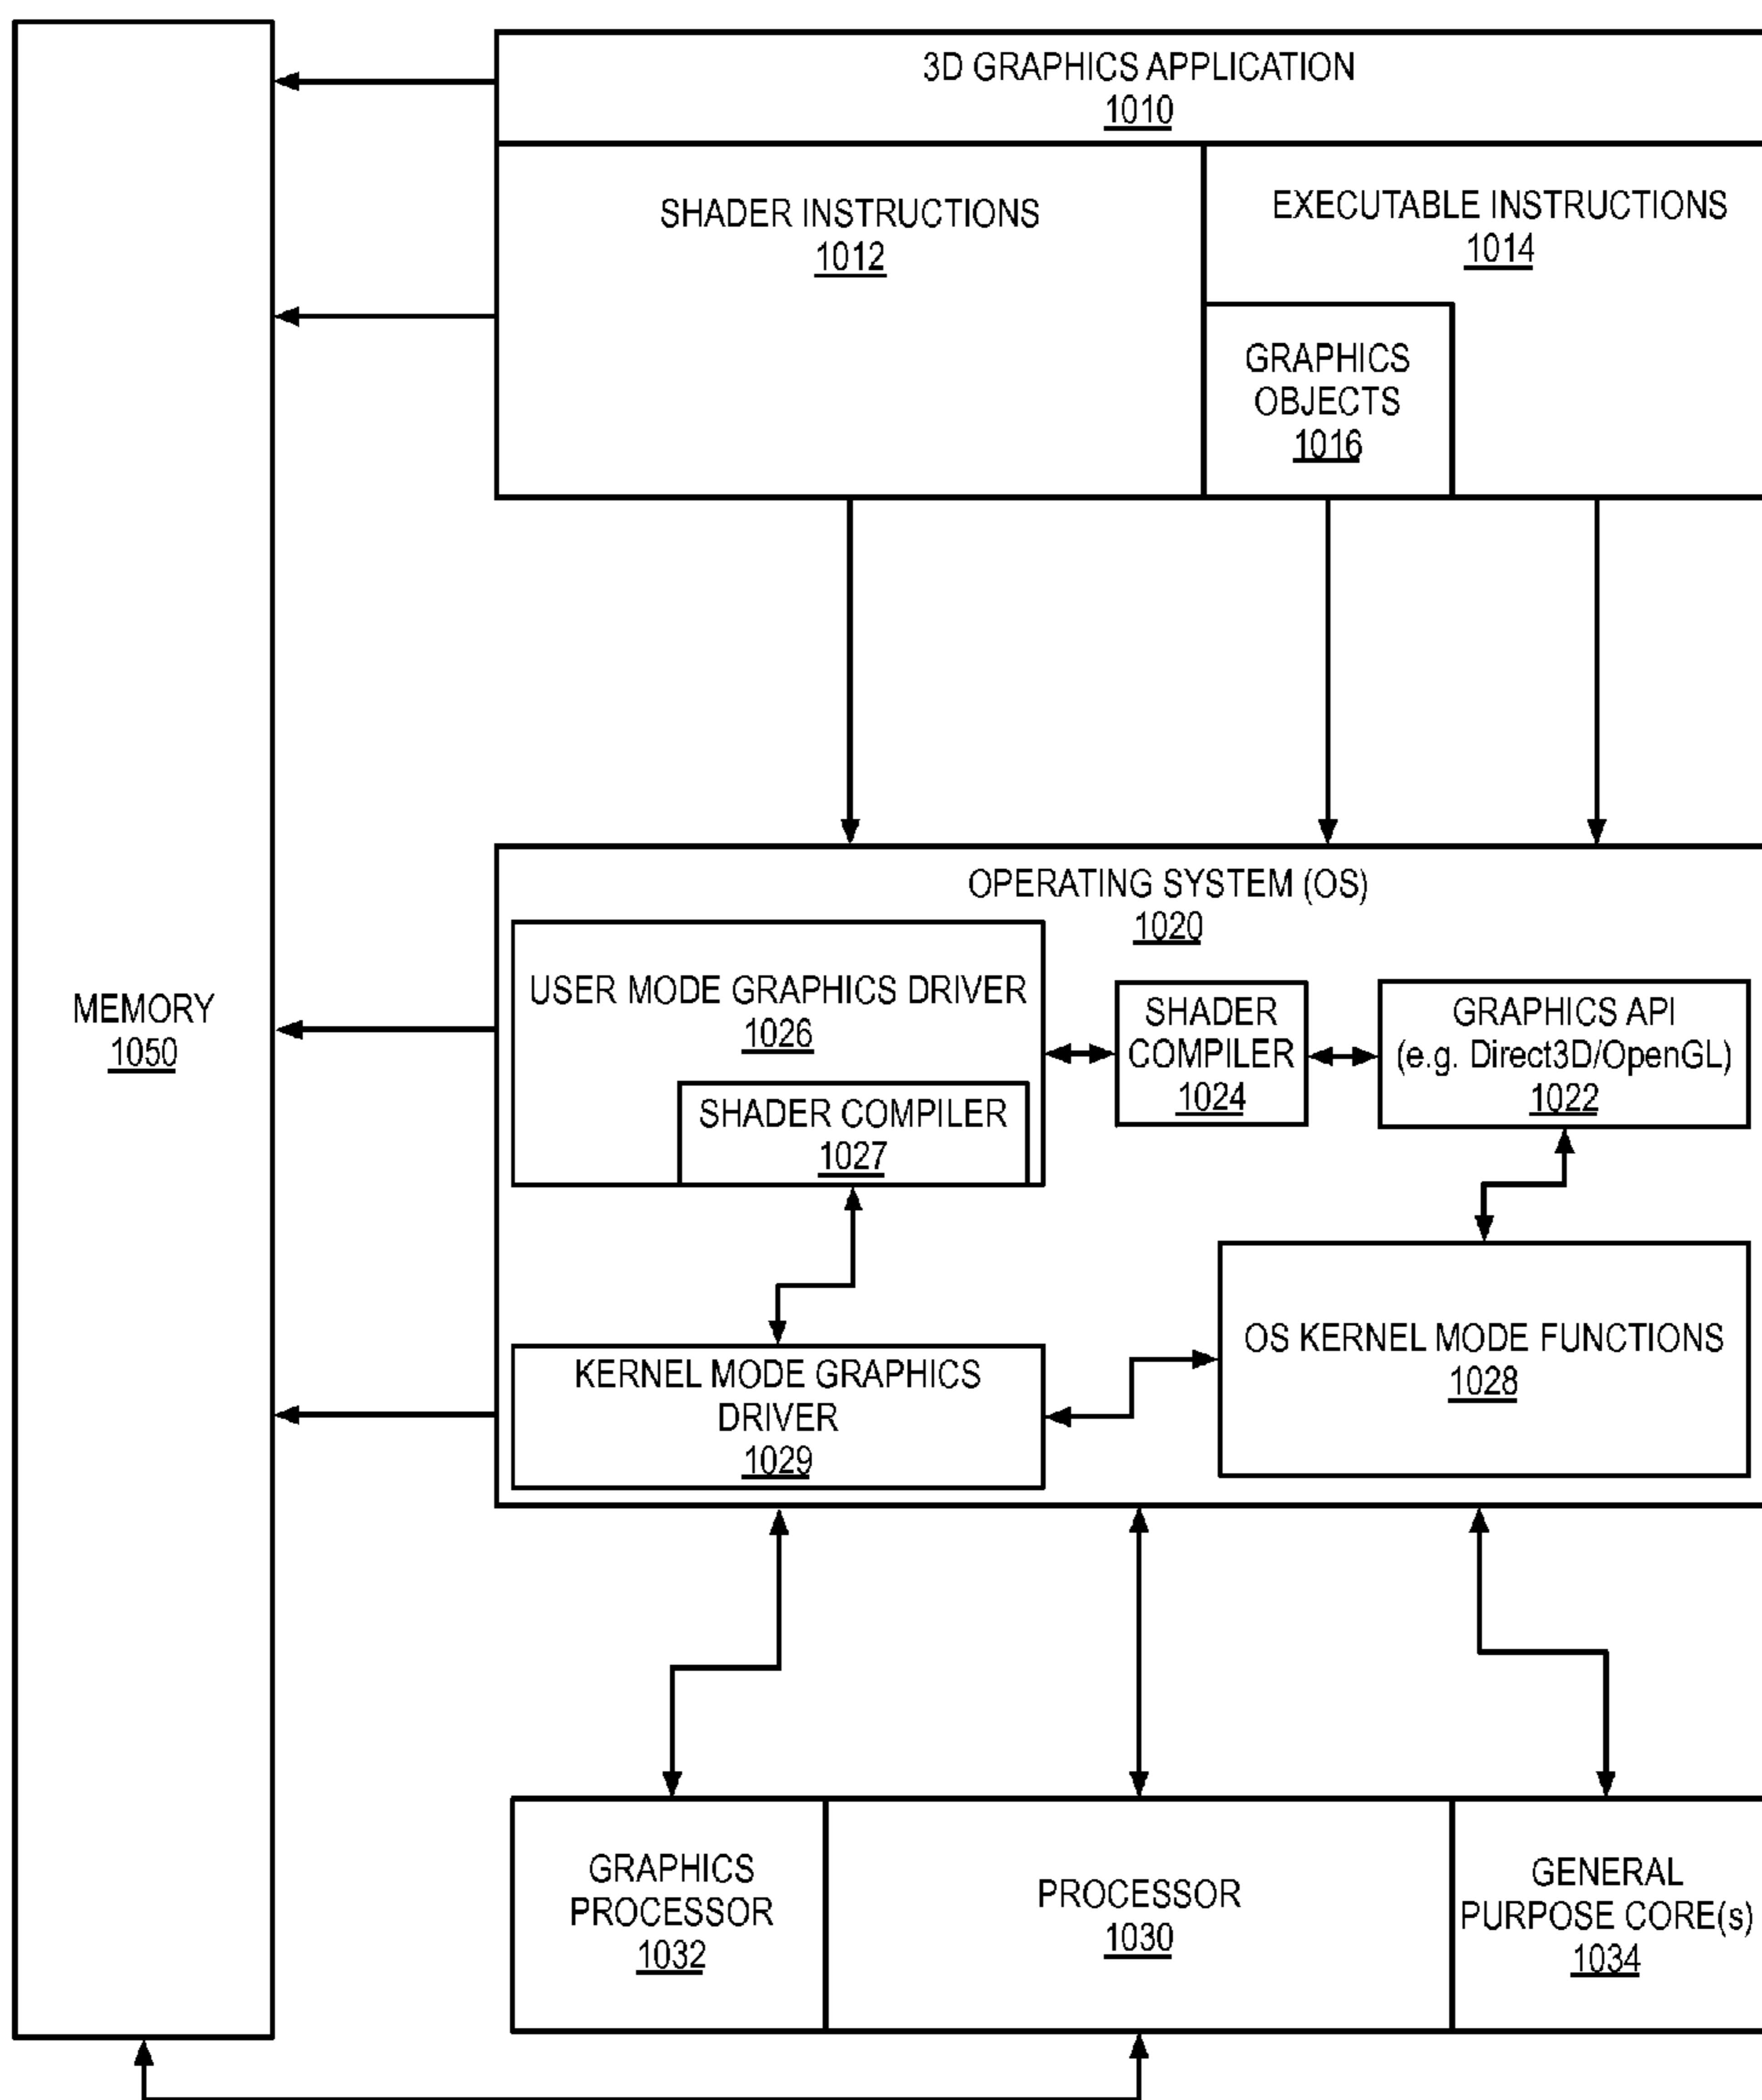 3D GRAPHICS APPLICATION
1010
SHADER INSTRUCTIONS
1012
EXECUTABLE INSTRUCTIONS
1014
GRAPHICS
OBJECTS
1016
OPERATING SYSTEM (OS)
1020
USER MODE GRAPHICS DRIVER
1026
SHADER COMPILER
1027
SHADER
COMPILER
1024
GRAPHICS API
(e.g. Direct3D/OpenGL)
1022
MEMORY
1050
KERNEL MODE GRAPHICS
DRIVER
1029
OS KERNEL MODE FUNCTIONS
1028
GRAPHICS
PROCESSOR
1032
PROCESSOR
1030
GENERAL
PURPOSE CORE(s)
1034